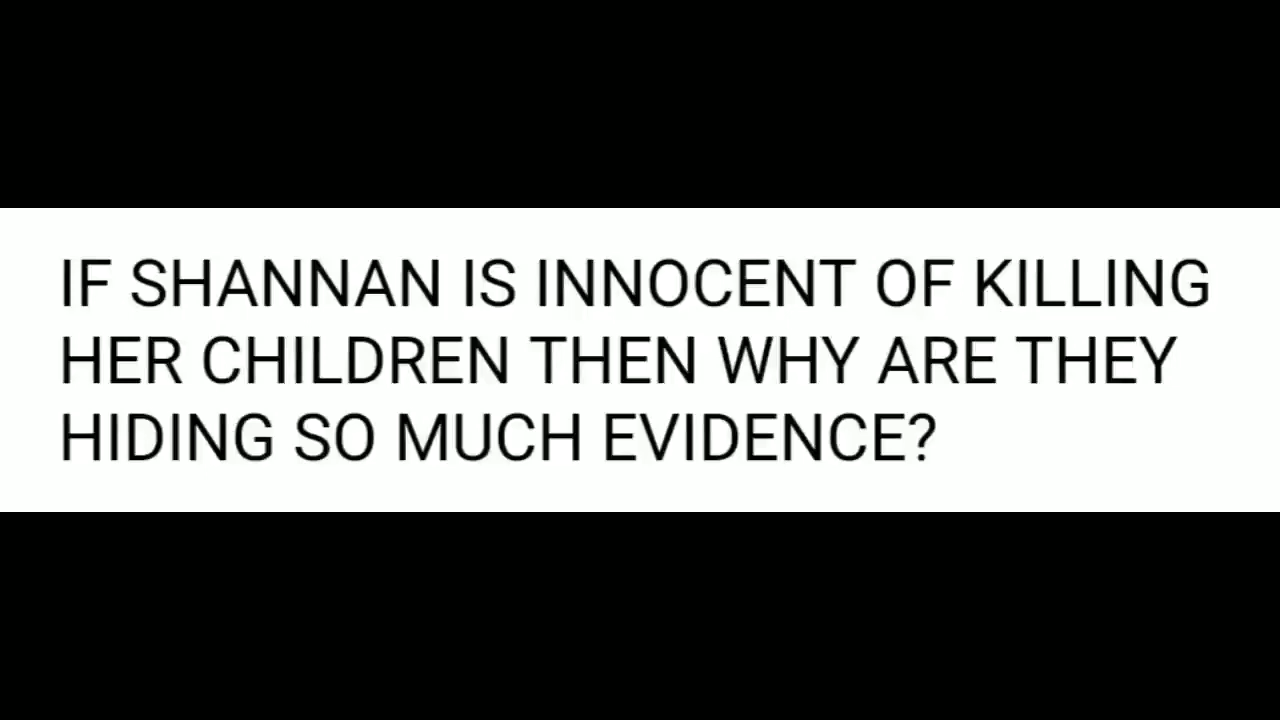 IF SHANNAN IS INNOCENT OF KILLING
HER CHILDREN THEN WHY ARE THEY
HIDING SO MUCH EVIDENCE?